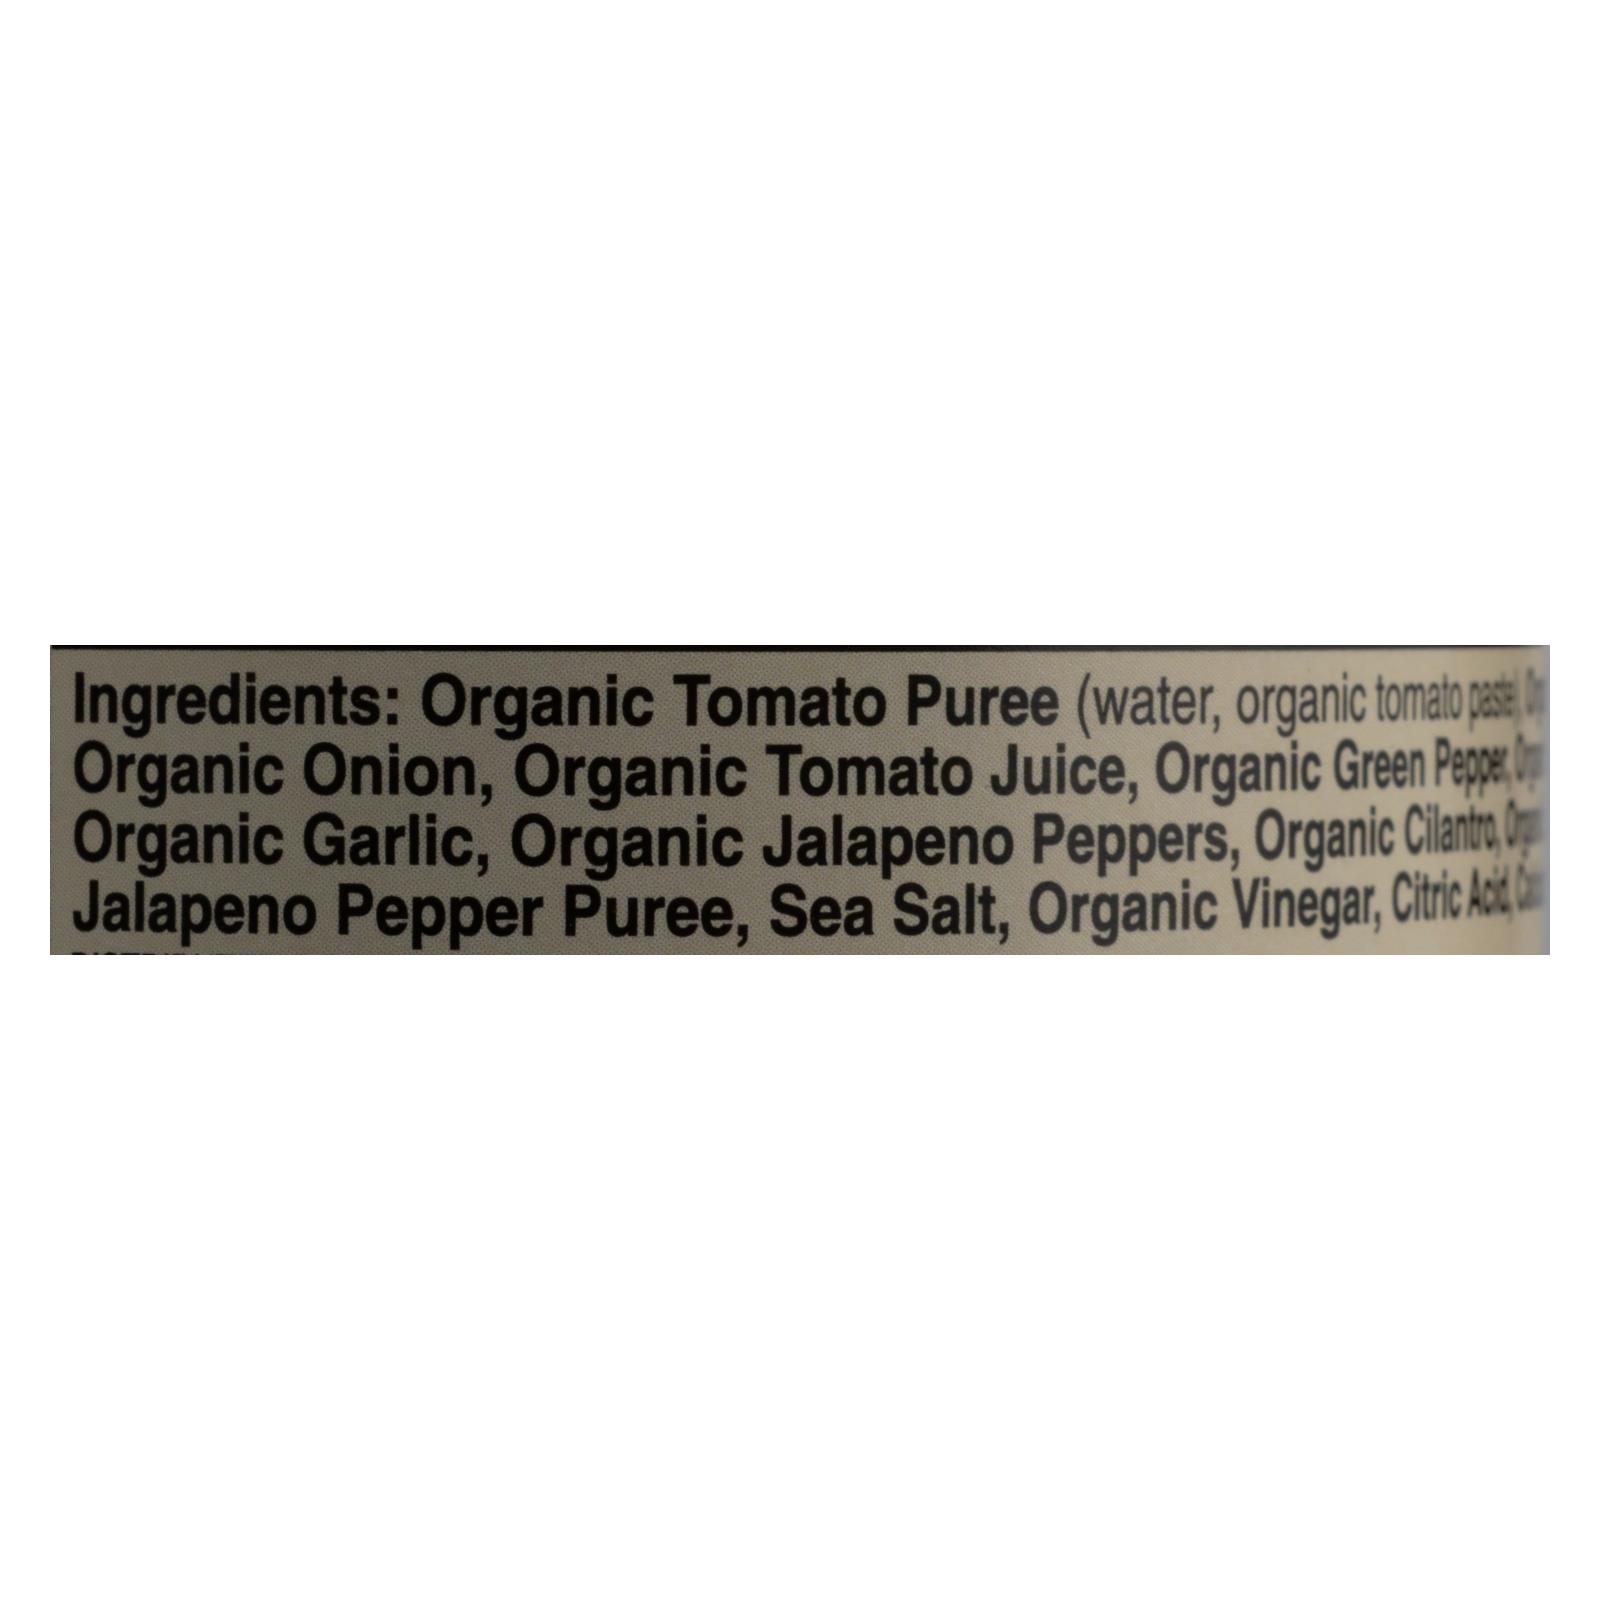 Ingredients: Organic Tomato Puree (water, organic tomato paste),
Organic Onion, Organic Tomato Juice, Organic Green Pepper,
Organic Garlic, Organic Jalapeno Peppers, Organic Cilantro,
Jalapeno Pepper Puree, Sea Salt, Organic Vinegar, Citric Acid,